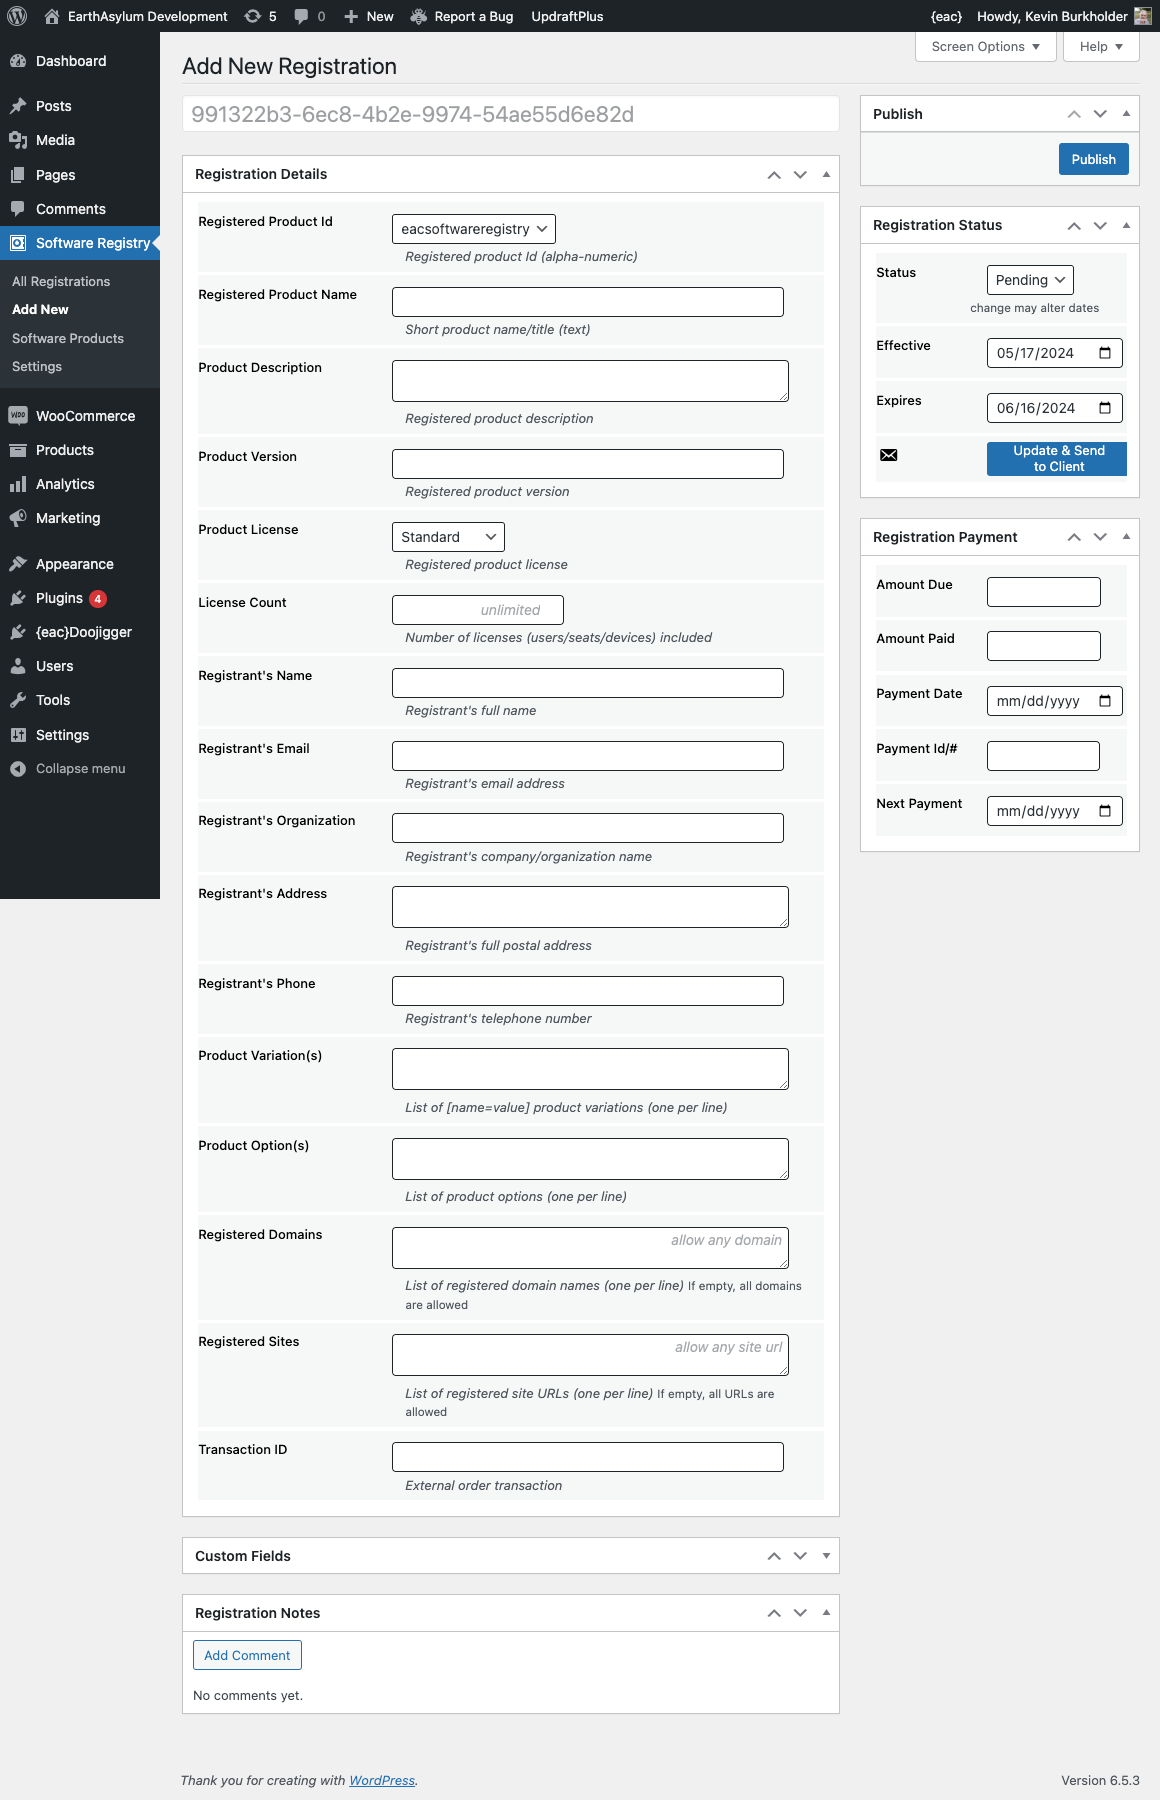 EarthAsylum Development 5 0 New Report a Bug UpdraftPlus {eac} Howdy, Kevin Burkholder
Screen Options Help
Dashboard
Posts
Media
Pages
Comments
Software Registry
All Registrations
Add New
Software Products
Settings
WooCommerce
Products
Analytics
Marketing
Appearance
Plugins 4
{eac}Doojigger
Users
Tools
Settings
Collapse menu
Add New Registration
991322b3-6ec8-4b2e-9974-54ae55d6e82d
Registration Details
Registered Product Id eacsoftwareregistry
Registered product Id (alpha-numeric)
Registered Product Name
Short product name/title (text)
Product Description
Registered product description
Product Version
Registered product version
Product License Standard
Registered product license
License Count unlimited
Number of licenses (users/seats/devices) included
Registrant's Name
Registrant's full name
Registrant's Email
Registrant's email address
Registrant's Organization
Registrant's company/organization name
Registrant's Address
Registrant's full postal address
Registrant's Phone
Registrant's telephone number
Product Variation(s)
List of [name=value] product variations (one per line)
Product Option(s)
List of product options (one per line)
Registered Domains allow any domain
List of registered domain names (one per line) If empty, all domains
are allowed
Registered Sites allow any site url
List of registered site URLs (one per line) If empty, all URLs are
allowed
Transaction ID
External order transaction
Custom Fields
Registration Notes
Add Comment
No comments yet.
Publish
Publish
Registration Status
Status Pending
change may alter dates
Effective 05/17/2024
Expires 06/16/2024
Update & Send
to Client
Registration Payment
Amount Due
Amount Paid
Payment Date mm/dd/yyyy
Payment Id/#
Next Payment mm/dd/yyyy
Thank you for creating with WordPress. Version 6.5.3